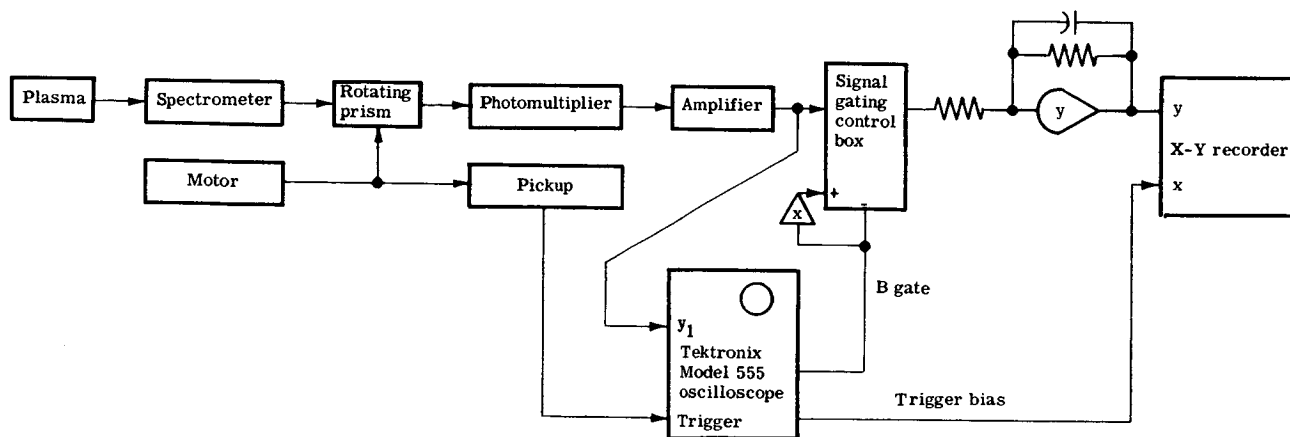 Plasma
Spectrometer
Rotating
prism
Photomultiplier
Amplifier
Signal
gating
control
box
+
-
y
y
X-Y recorder
x
Motor
Pickup
x
B gate
y1
Tektronix
Model 555
oscilloscope
Trigger
Trigger bias